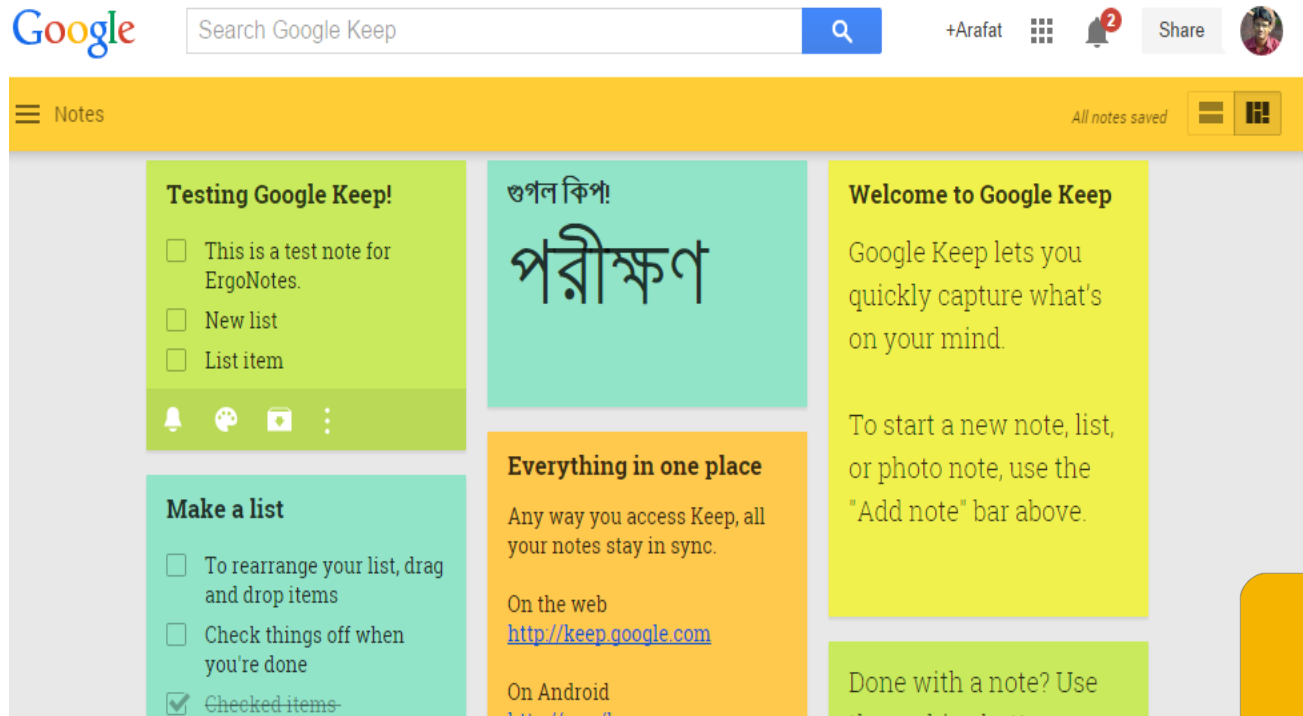 Google
Search Google Keep
+Arafat
2
Share
Notes
All notes saved
Testing Google Keep!
This is a test note for
ErgoNotes.
New list
List item
Make a list
To rearrange your list, drag
and drop items
Check things off when
you're done
Checked items
গুগল কিপ!
পরীক্ষণ
Everything in one place
Any way you access Keep, all
your notes stay in sync.
On the web
http://keep.google.com
On Android
Welcome to Google Keep
Google Keep lets you
quickly capture what's
on your mind.
To start a new note, list,
or photo note, use the
"Add note" bar above.
Done with a note? Use